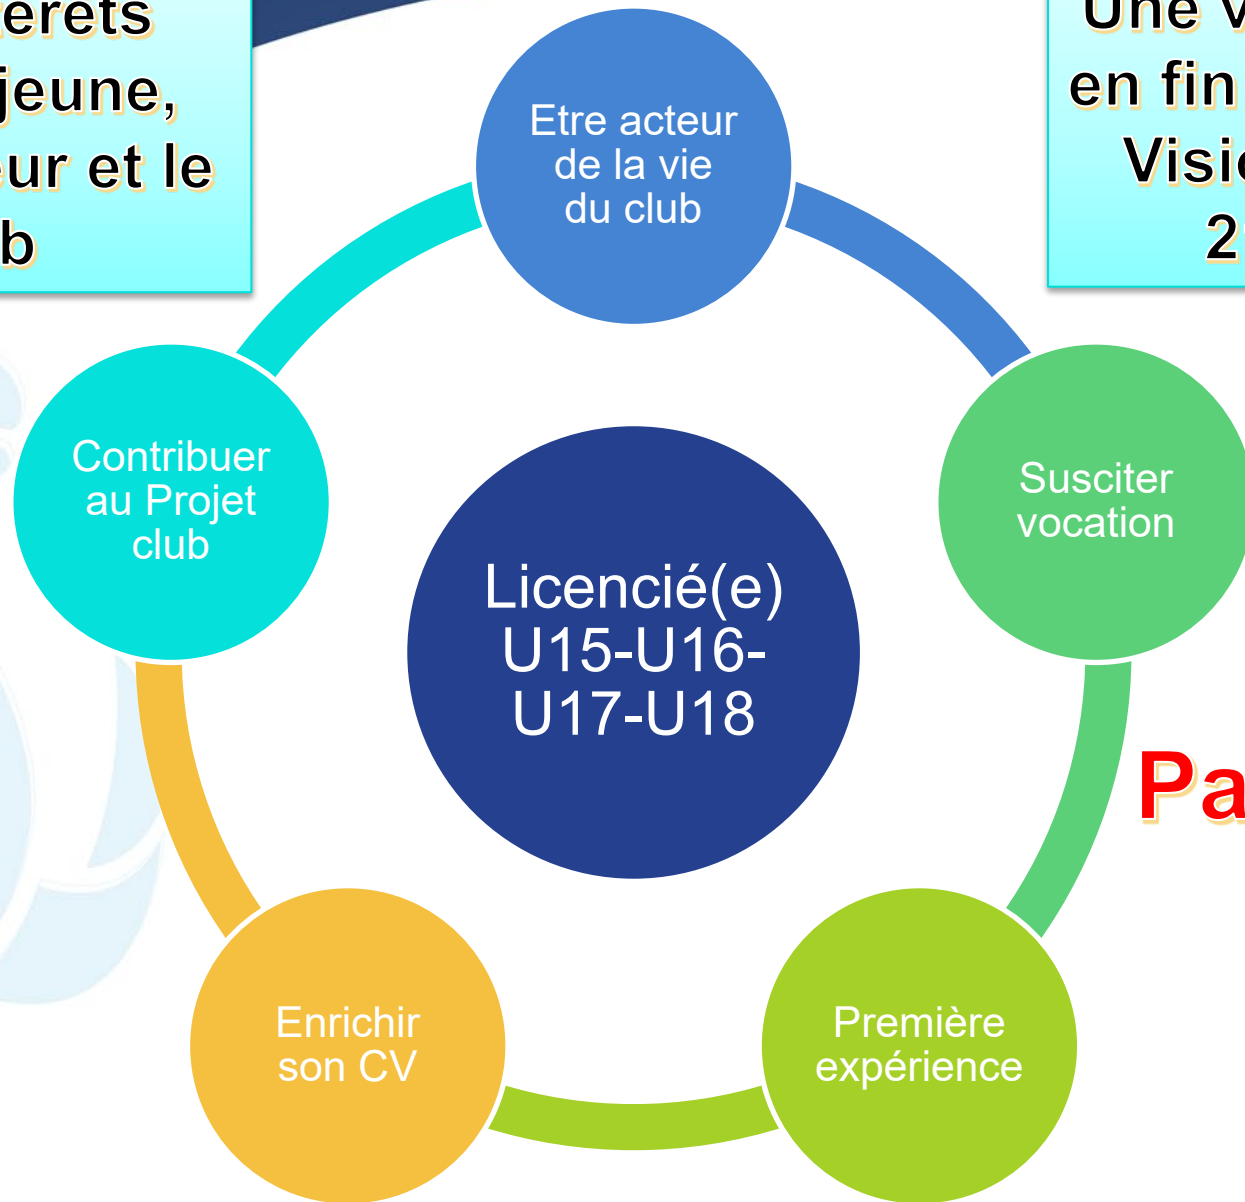 jeune,
et le
Une
en fin
Etre acteur
de la vie
du club
Contribuer
au Projet
club
Susciter
vocation
Licencié(e)
U15-U16-
U17-U18
Enrichir
son CV
Première
expérience